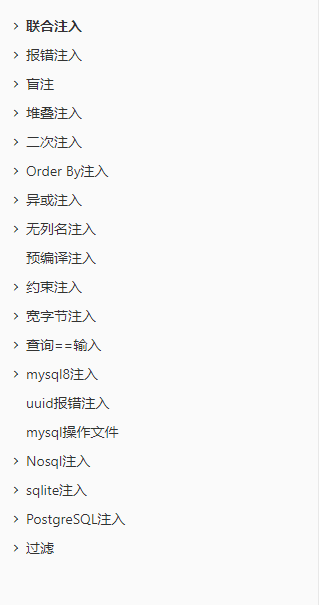 联合注入
报错注入
盲注
堆叠注入
二次注入
Order By注入
异或注入
无列名注入
预编译注入
约束注入
宽字节注入
查询==输入
mysql8注入
uuid报错注入
mysql操作文件
Nosql注入
sqlite注入
PostgreSQL注入
过滤